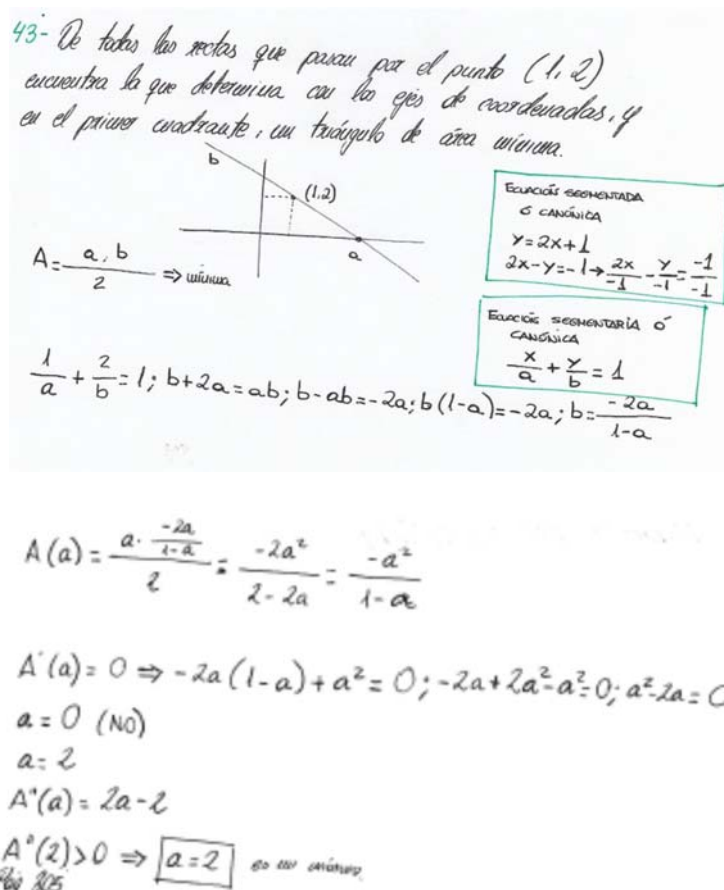 43- De todas las rectas que pasan por el punto (1,2)
encuentra la que determina con los ejes de coordenadas, y
en el primer cuadrante, un triángulo de área mínima.
b
(1,2)
a
A = a . b / 2 => mínima
ECUACIÓN SEGMENTADA
Ó CANÓNICA
y = 2x + 1
2x - y = -1 → 2x/-1 - y/-1 = -1/-1
ECUACIÓN SEGMENTARIA Ó
CANÓNICA
x/a + y/b = 1
1/a + 2/b = 1; b + 2a = ab; b - ab = -2a; b(1-a) = -2a; b = -2a/1-a
A(a) = a · -2a/1-a / 2 = -2a²/2-2a = -a²/1-a
A'(a) = 0 => -2a(1-a) + a² = 0; -2a + 2a² - a² = 0; a² - 2a = 0
a = 0 (NO)
a = 2
A"(a) = 2a - 2
A"(2) > 0 => a = 2 es un mínimo
205